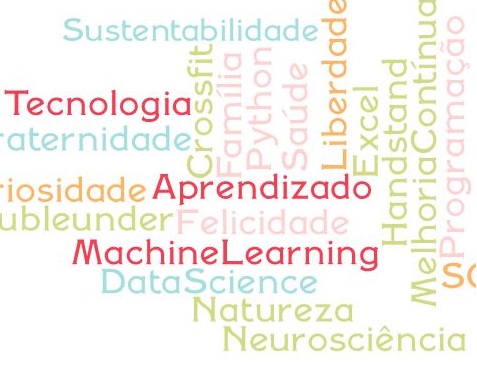 Sustentabilidade
Tecnologia
raternidade
Crossfit
Família
Python
Saúde
Liberdade
Excel
Handstand
MelhoriaContínua
Programação
riosidade
Aprendizado
ubleunder
Felicidade
MachineLearning
DataScience
Natureza
Neurosciência